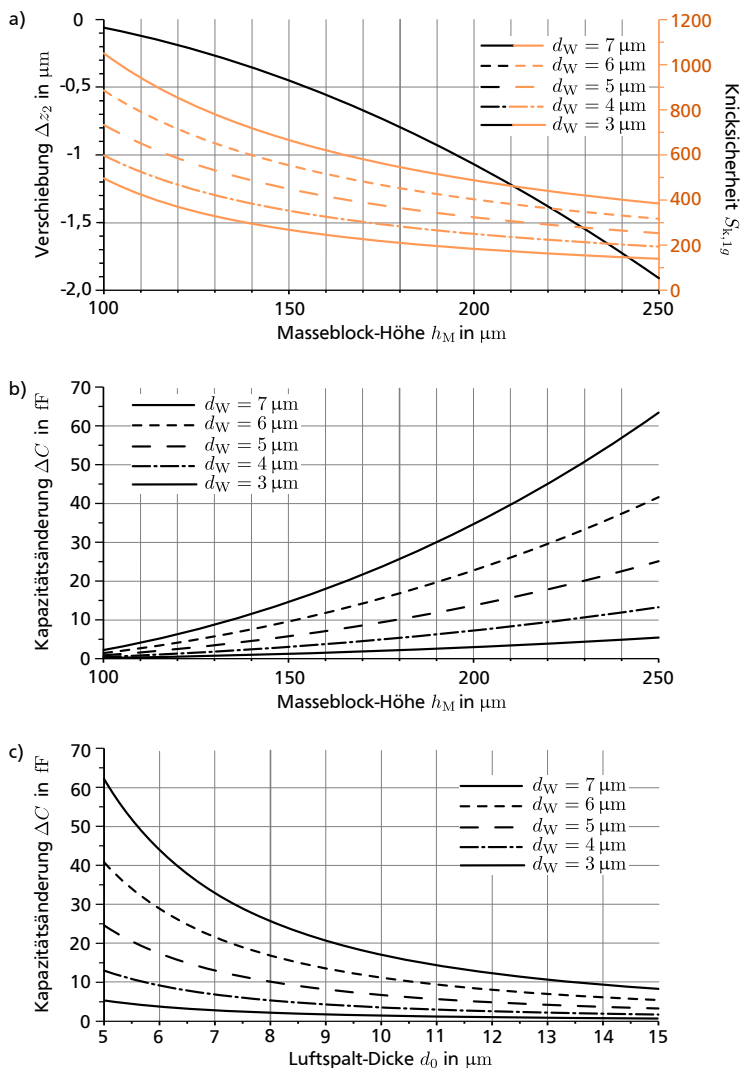 a)
Verschiebung Δz₂ in µm
0
-0,5
-1
-1,5
-2,0
d_W = 7 µm
d_W = 6 µm
d_W = 5 µm
d_W = 4 µm
d_W = 3 µm
1200
1000
800
600
400
200
0
Knicksicherheit S_k,1g
100 150 200 250
Masseblock-Höhe h_M in µm
b)
Kapazitätsänderung ΔC in fF
70
60
50
40
30
20
10
0
d_W = 7 µm
d_W = 6 µm
d_W = 5 µm
d_W = 4 µm
d_W = 3 µm
100 150 200 250
Masseblock-Höhe h_M in µm
c)
Kapazitätsänderung ΔC in fF
70
60
50
40
30
20
10
0
d_W = 7 µm
d_W = 6 µm
d_W = 5 µm
d_W = 4 µm
d_W = 3 µm
5 6 7 8 9 10 11 12 13 14 15
Luftspalt-Dicke d₀ in µm